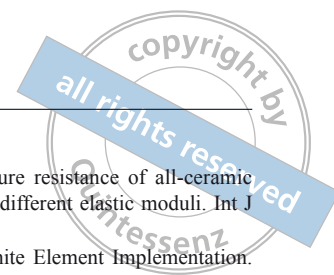 copyright by
all rights reserved
Quintessenz
ure resistance of all-ceramic
different elastic moduli. Int J
nite Element Implementation.